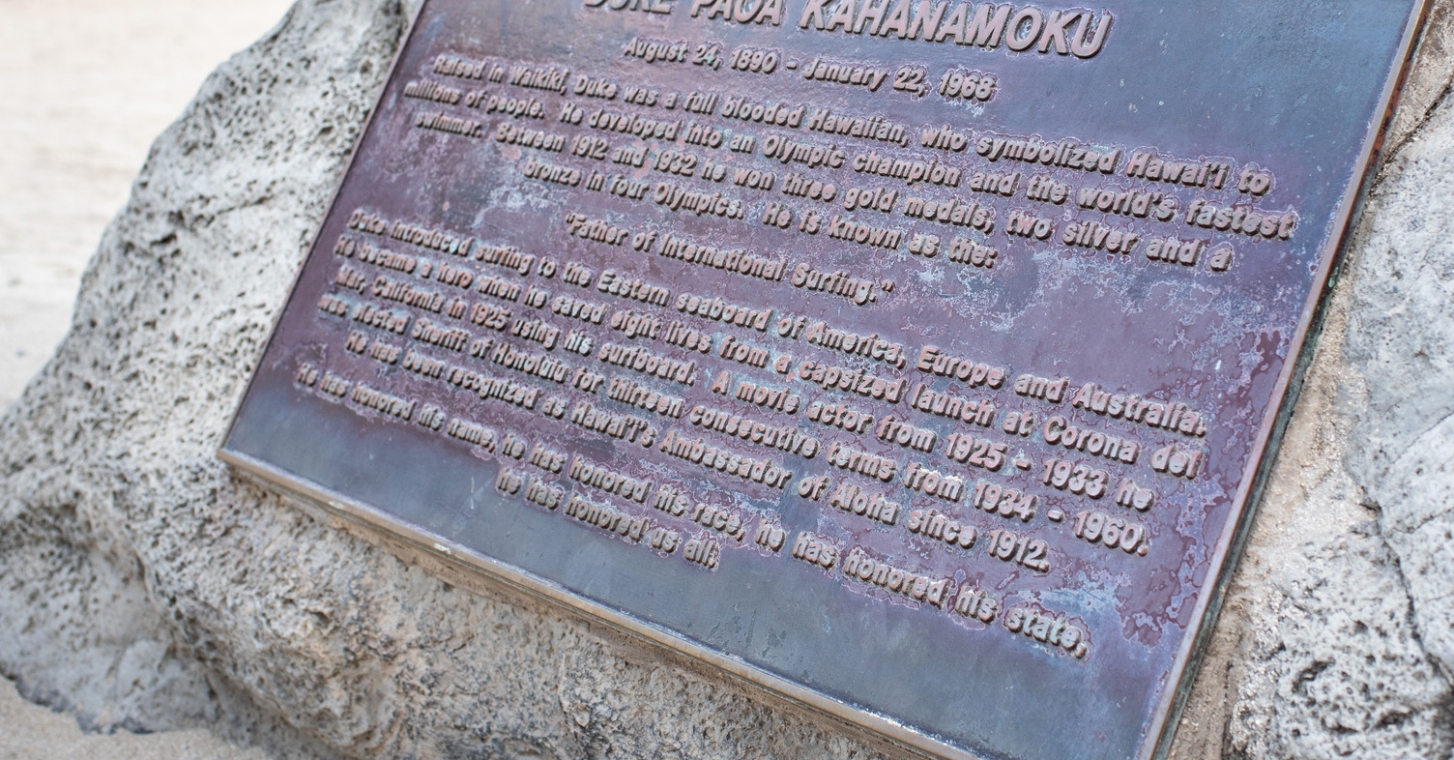 DUKE PAOA KAHANAMOKU
August 24, 1890 - January 22, 1968
Raised in Waikiki, Duke was a full blooded Hawaiian, who symbolized Hawai'i to
millions of people. He developed into an Olympic champion and the world's fastest
swimmer. Between 1912 and 1932 he won three gold medals, two silver and a
bronze in four Olympics. He is known as the:
"Father of International Surfing."
Duke introduced surfing to the Eastern seaboard of America, Europe and Australia.
He became a hero when he saved eight lives from a capsized launch at Corona del
Mar, California in 1925 using his surfboard. A movie actor from 1925 - 1933 he
was elected Sheriff of Honolulu for thirteen consecutive terms from 1934 - 1960.
He has been recognized as Hawai'i's Ambassador of Aloha since 1912.
He has honored his name, he has honored his race, he has honored his state,
he has honored us all.